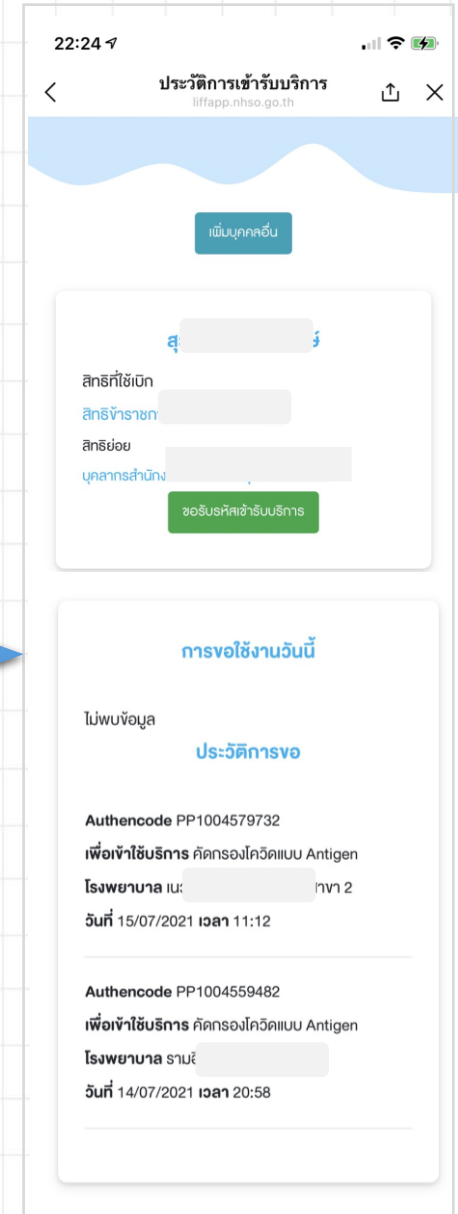 22:24
ประวัติการเข้ารับบริการ
liffapp.nhso.go.th
เพิ่มบุคคลอื่น
สิทธิที่ใช้เบิก
สิทธิย่อย
ขอรับรหัสเข้ารับบริการ
การขอใช้งานวันนี้
ไม่พบข้อมูล
ประวัติการขอ
Authencode PP1004579732
เพื่อเข้าใช้บริการ คัดกรองโควิดแบบ Antigen
โรงพยาบาล 2
วันที่ 15/07/2021 เวลา 11:12
Authencode PP1004559482
เพื่อเข้าใช้บริการ คัดกรองโควิดแบบ Antigen
โรงพยาบาล
วันที่ 14/07/2021 เวลา 20:58